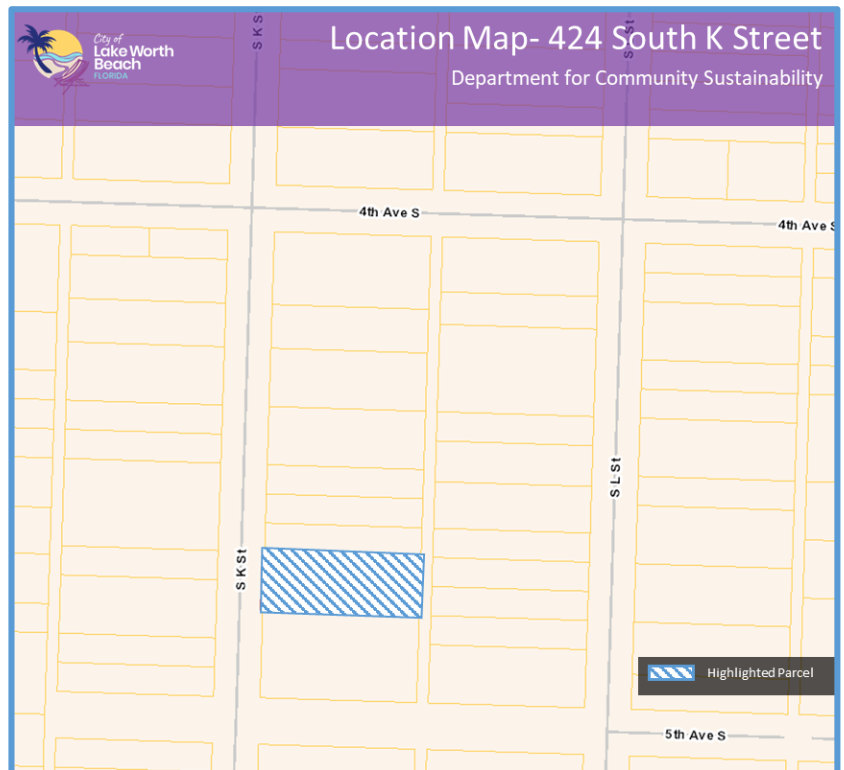 City of
Lake Worth
Beach
FLORIDA
Location Map- 424 South K Street
Department for Community Sustainability
S K S
St
4th Ave S
4th Ave S
S L St
S K St
Highlighted Parcel
5th Ave S